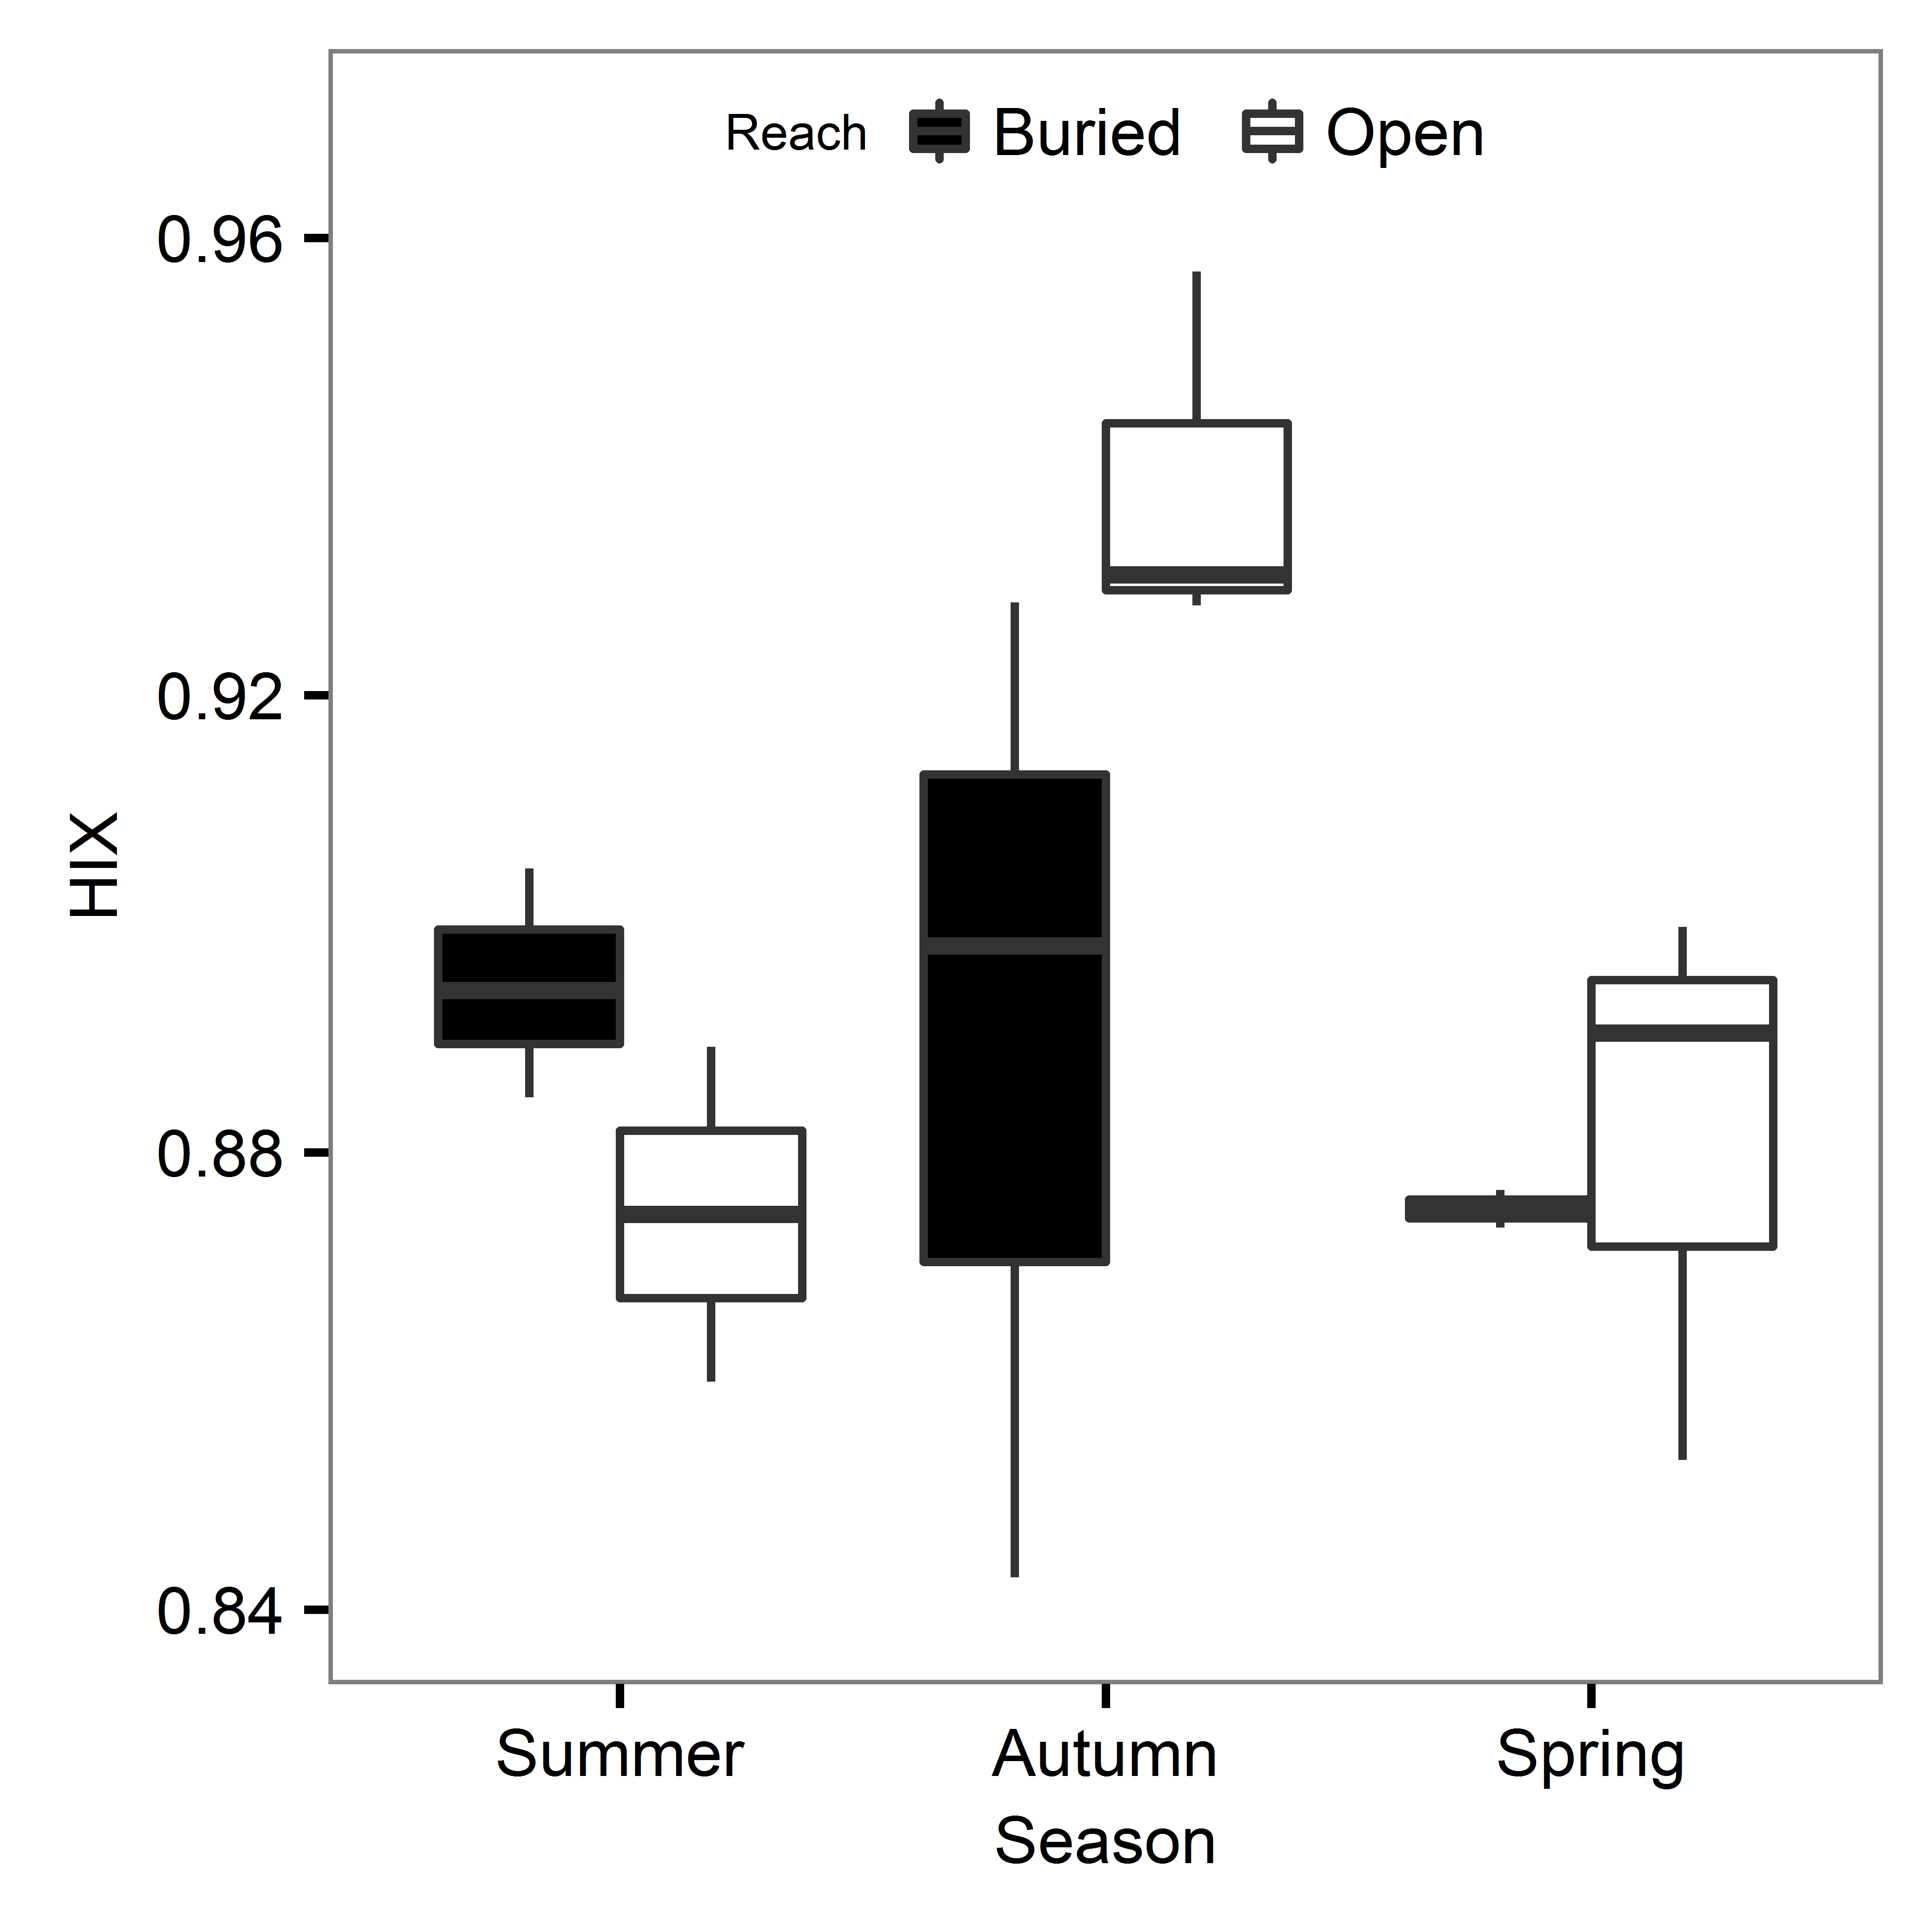 Reach Buried Open
0.96
0.92
0.88
0.84
HIX
Summer Autumn Spring
Season